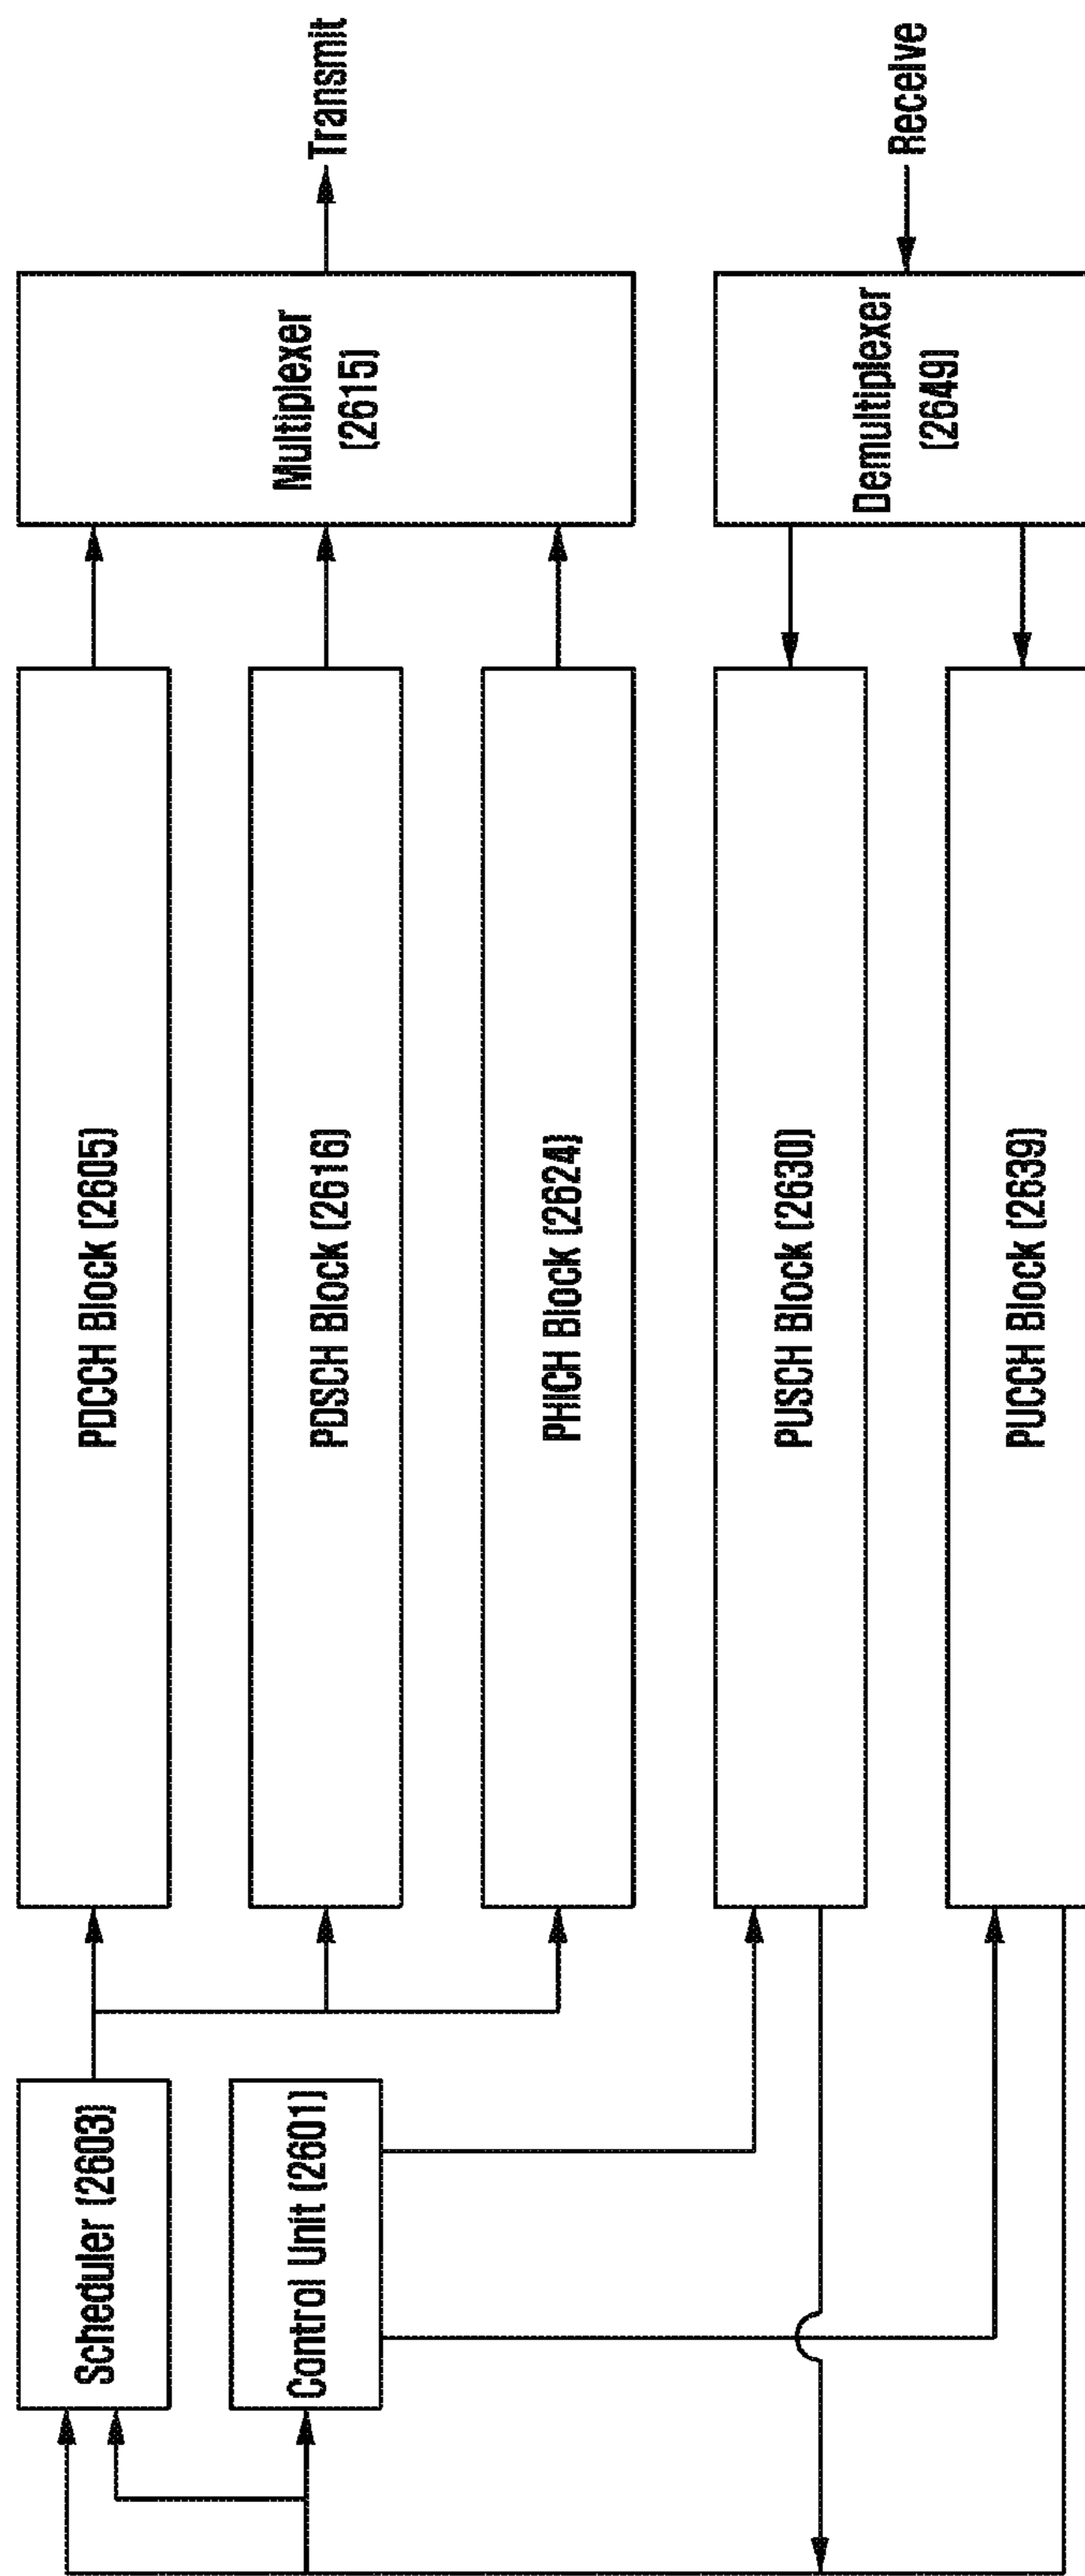 Scheduler (2603)
Control Unit (2601)
PDCCH Block (2605)
PDSCH Block (2616)
PHICH Block (2624)
PUSCH Block (2630)
PUCCH Block (2639)
Multiplexer
(2615)
Demultiplexer
(2649)
Transmit
Receive